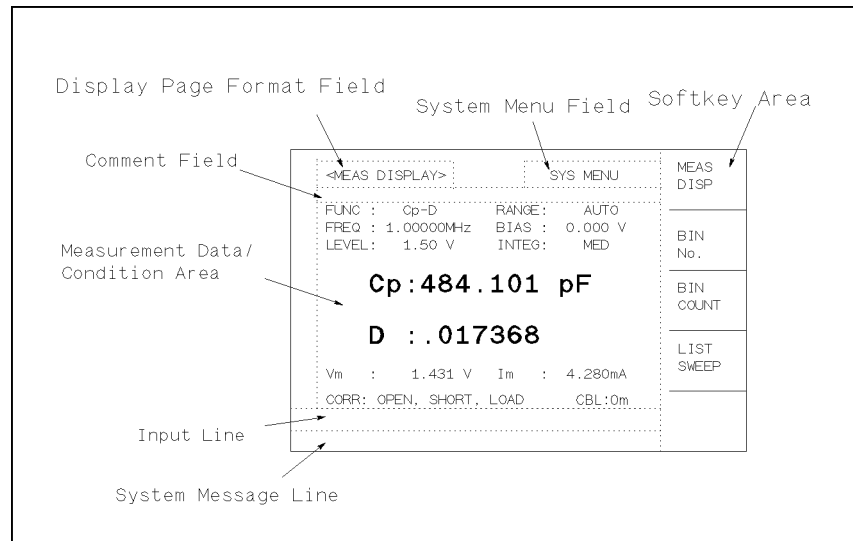 Display Page Format Field
System Menu Field
Softkey Area
Comment Field
<MEAS DISPLAY>
SYS MENU
MEAS
DISP
FUNC : Cp-D RANGE: AUTO
FREQ : 1.00000MHz BIAS : 0.000 V
LEVEL: 1.50 V INTEG: MED
BIN
No.
Measurement Data/
Condition Area
Cp:484.101 pF
BIN
COUNT
D :.017368
LIST
SWEEP
Vm : 1.431 V Im : 4.280mA
CORR: OPEN, SHORT, LOAD CBL:0m
Input Line
System Message Line